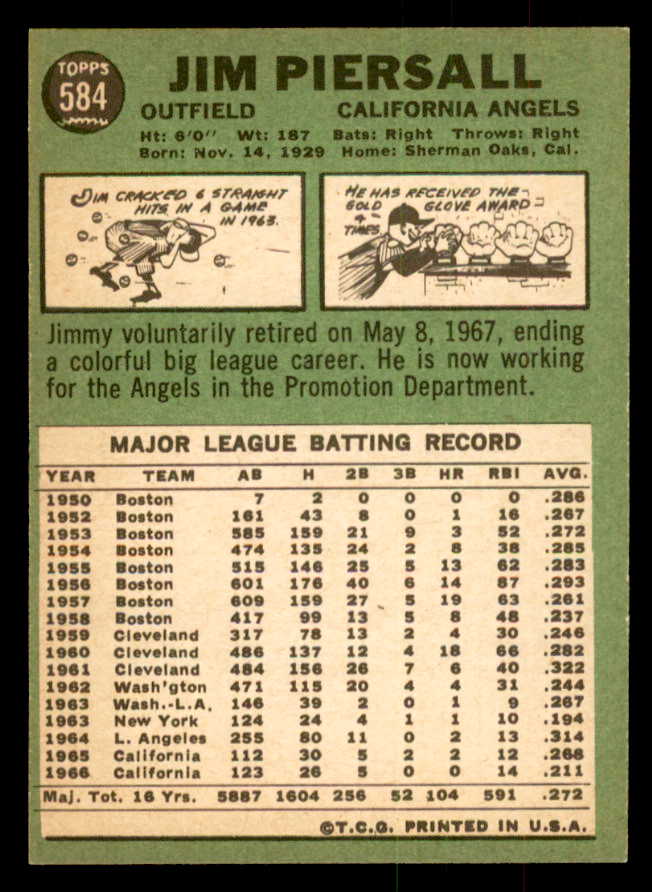 TOPPS
584
JIM PIERSALL
OUTFIELD CALIFORNIA ANGELS
Ht: 6'0" Wt: 187 Bats: Right Throws: Right
Born: Nov. 14, 1929 Home: Sherman Oaks, Cal.
JIM CRACKED 6 STRAIGHT
HITS IN A GAME
IN 1963.
HE HAS RECEIVED THE
GOLD GLOVE AWARD
4
TIMES.
Jimmy voluntarily retired on May 8, 1967, ending
a colorful big league career. He is now working
for the Angels in the Promotion Department.
MAJOR LEAGUE BATTING RECORD
YEAR TEAM AB H 2B 3B HR RBI AVG.
1950 Boston 7 2 0 0 0 0 .286
1952 Boston 161 43 8 0 1 16 .267
1953 Boston 585 159 21 9 3 52 .272
1954 Boston 474 135 24 2 8 38 .285
1955 Boston 515 146 25 5 13 62 .283
1956 Boston 601 176 40 6 14 87 .293
1957 Boston 609 159 27 5 19 63 .261
1958 Boston 417 99 13 5 8 48 .237
1959 Cleveland 317 78 13 2 4 30 .246
1960 Cleveland 486 137 12 4 18 66 .282
1961 Cleveland 484 156 26 7 6 40 .322
1962 Wash'gton 471 115 20 4 4 31 .244
1963 Wash.-L.A. 146 39 2 0 1 9 .267
1963 New York 124 24 4 1 1 10 .194
1964 L. Angeles 255 80 11 0 2 13 .314
1965 California 112 30 5 2 2 12 .268
1966 California 123 26 5 0 0 14 .211
Maj. Tot. 16 Yrs. 5887 1604 256 52 104 591 .272
©T.C.G. PRINTED IN U.S.A.